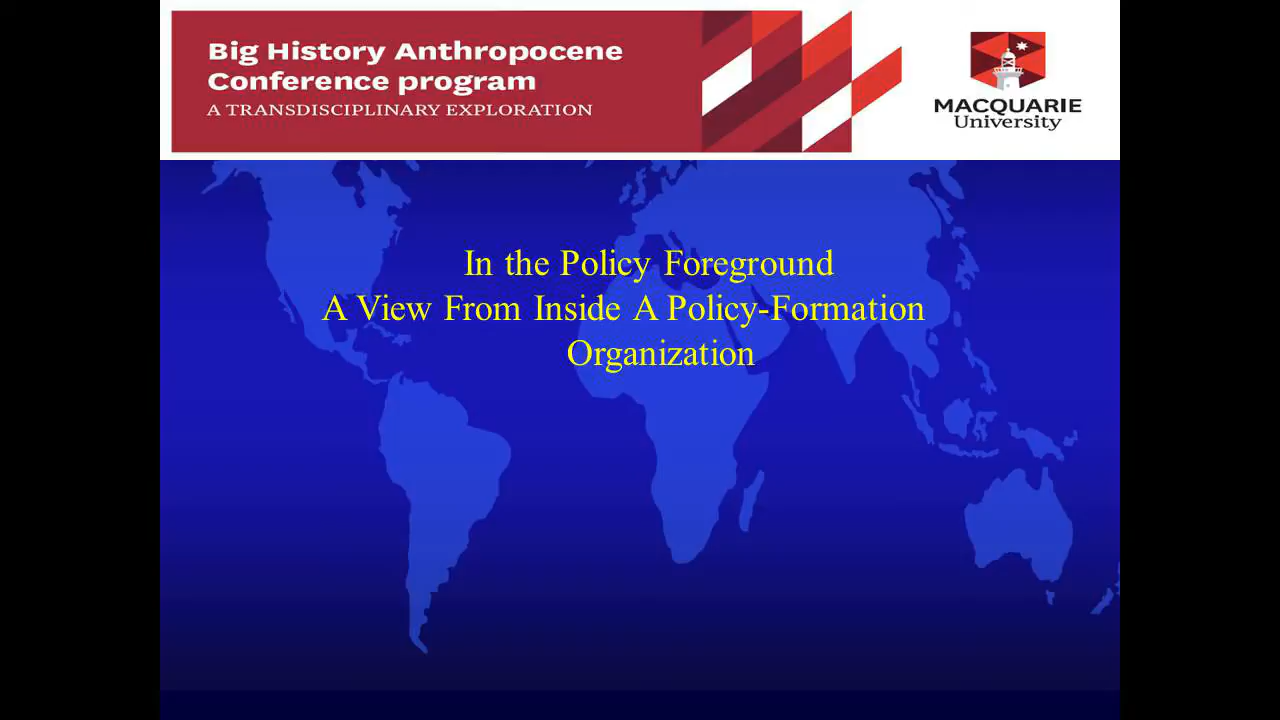 Big History Anthropocene
Conference program
A TRANSDISCIPLINARY EXPLORATION
MACQUARIE
University
In the Policy Foreground
A View From Inside A Policy-Formation
Organization